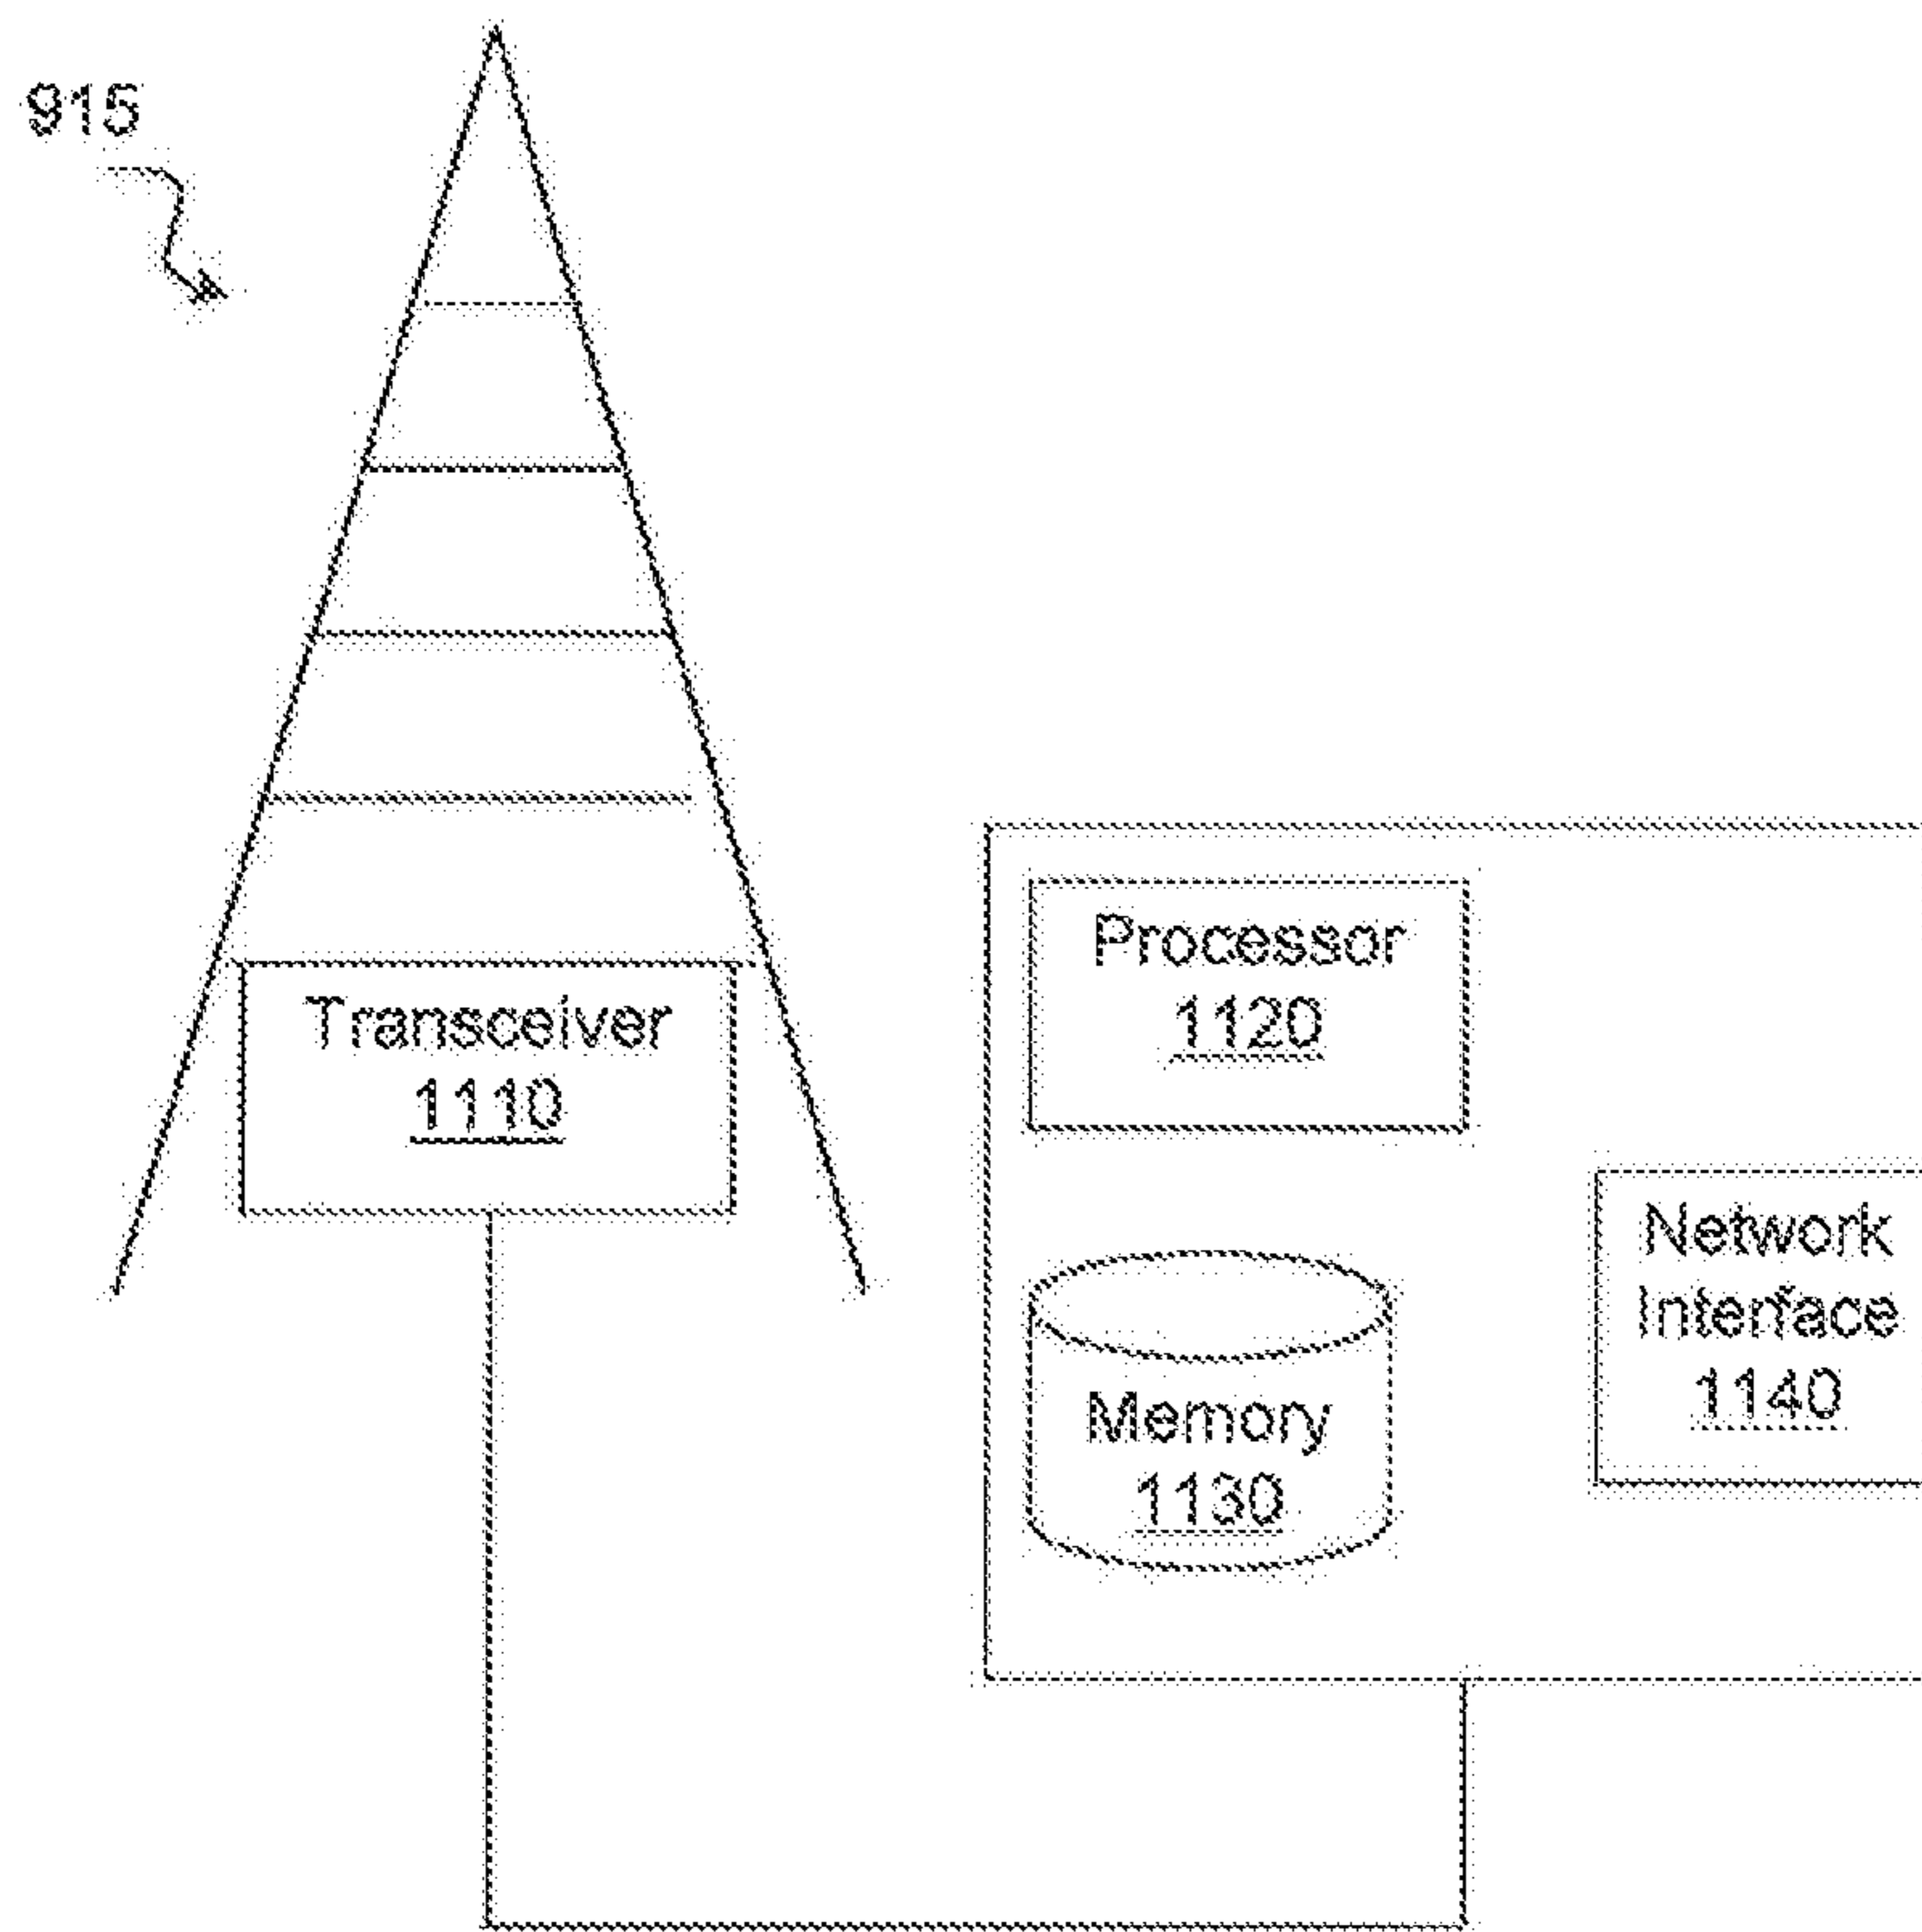 915
Processor
1120
Transceiver
1110
Network
Interface
1140
Memory
1130